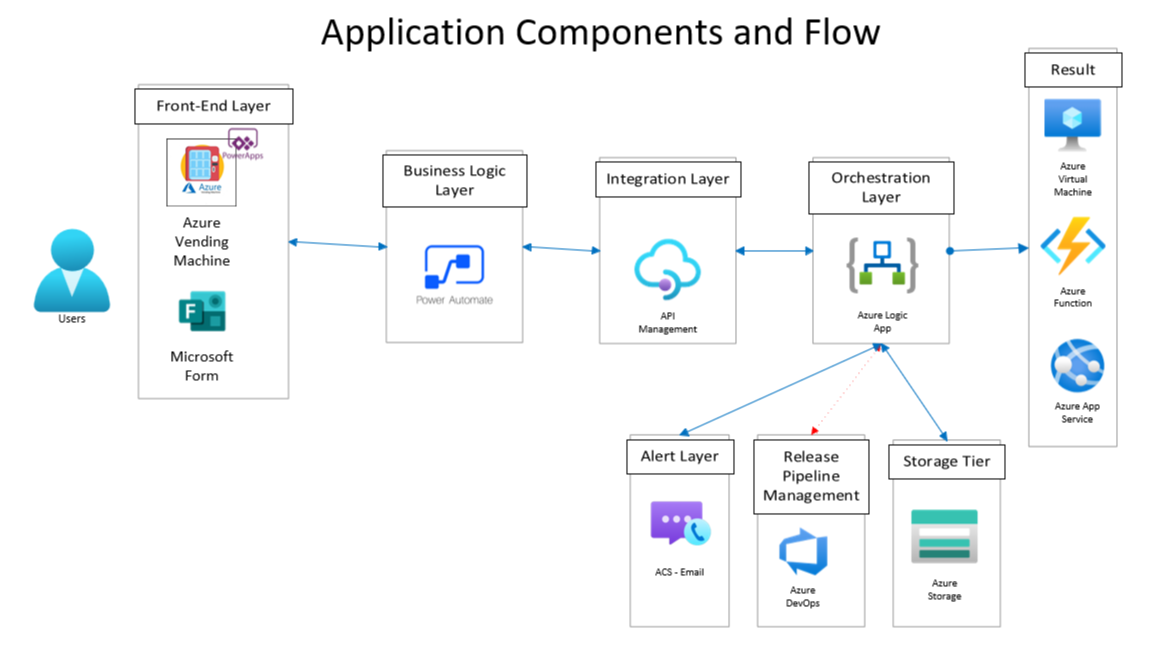 Application Components and Flow
Front-End Layer
PowerApps
Azure
Azure
Vending
Machine
Microsoft
Form
Users
Business Logic
Layer
Power Automate
Integration Layer
API
Management
Orchestration
Layer
Azure Logic
App
Result
Azure
Virtual
Machine
Azure
Function
Azure App
Service
Alert Layer
ACS - Email
Release
Pipeline
Management
Azure
DevOps
Storage Tier
Azure
Storage